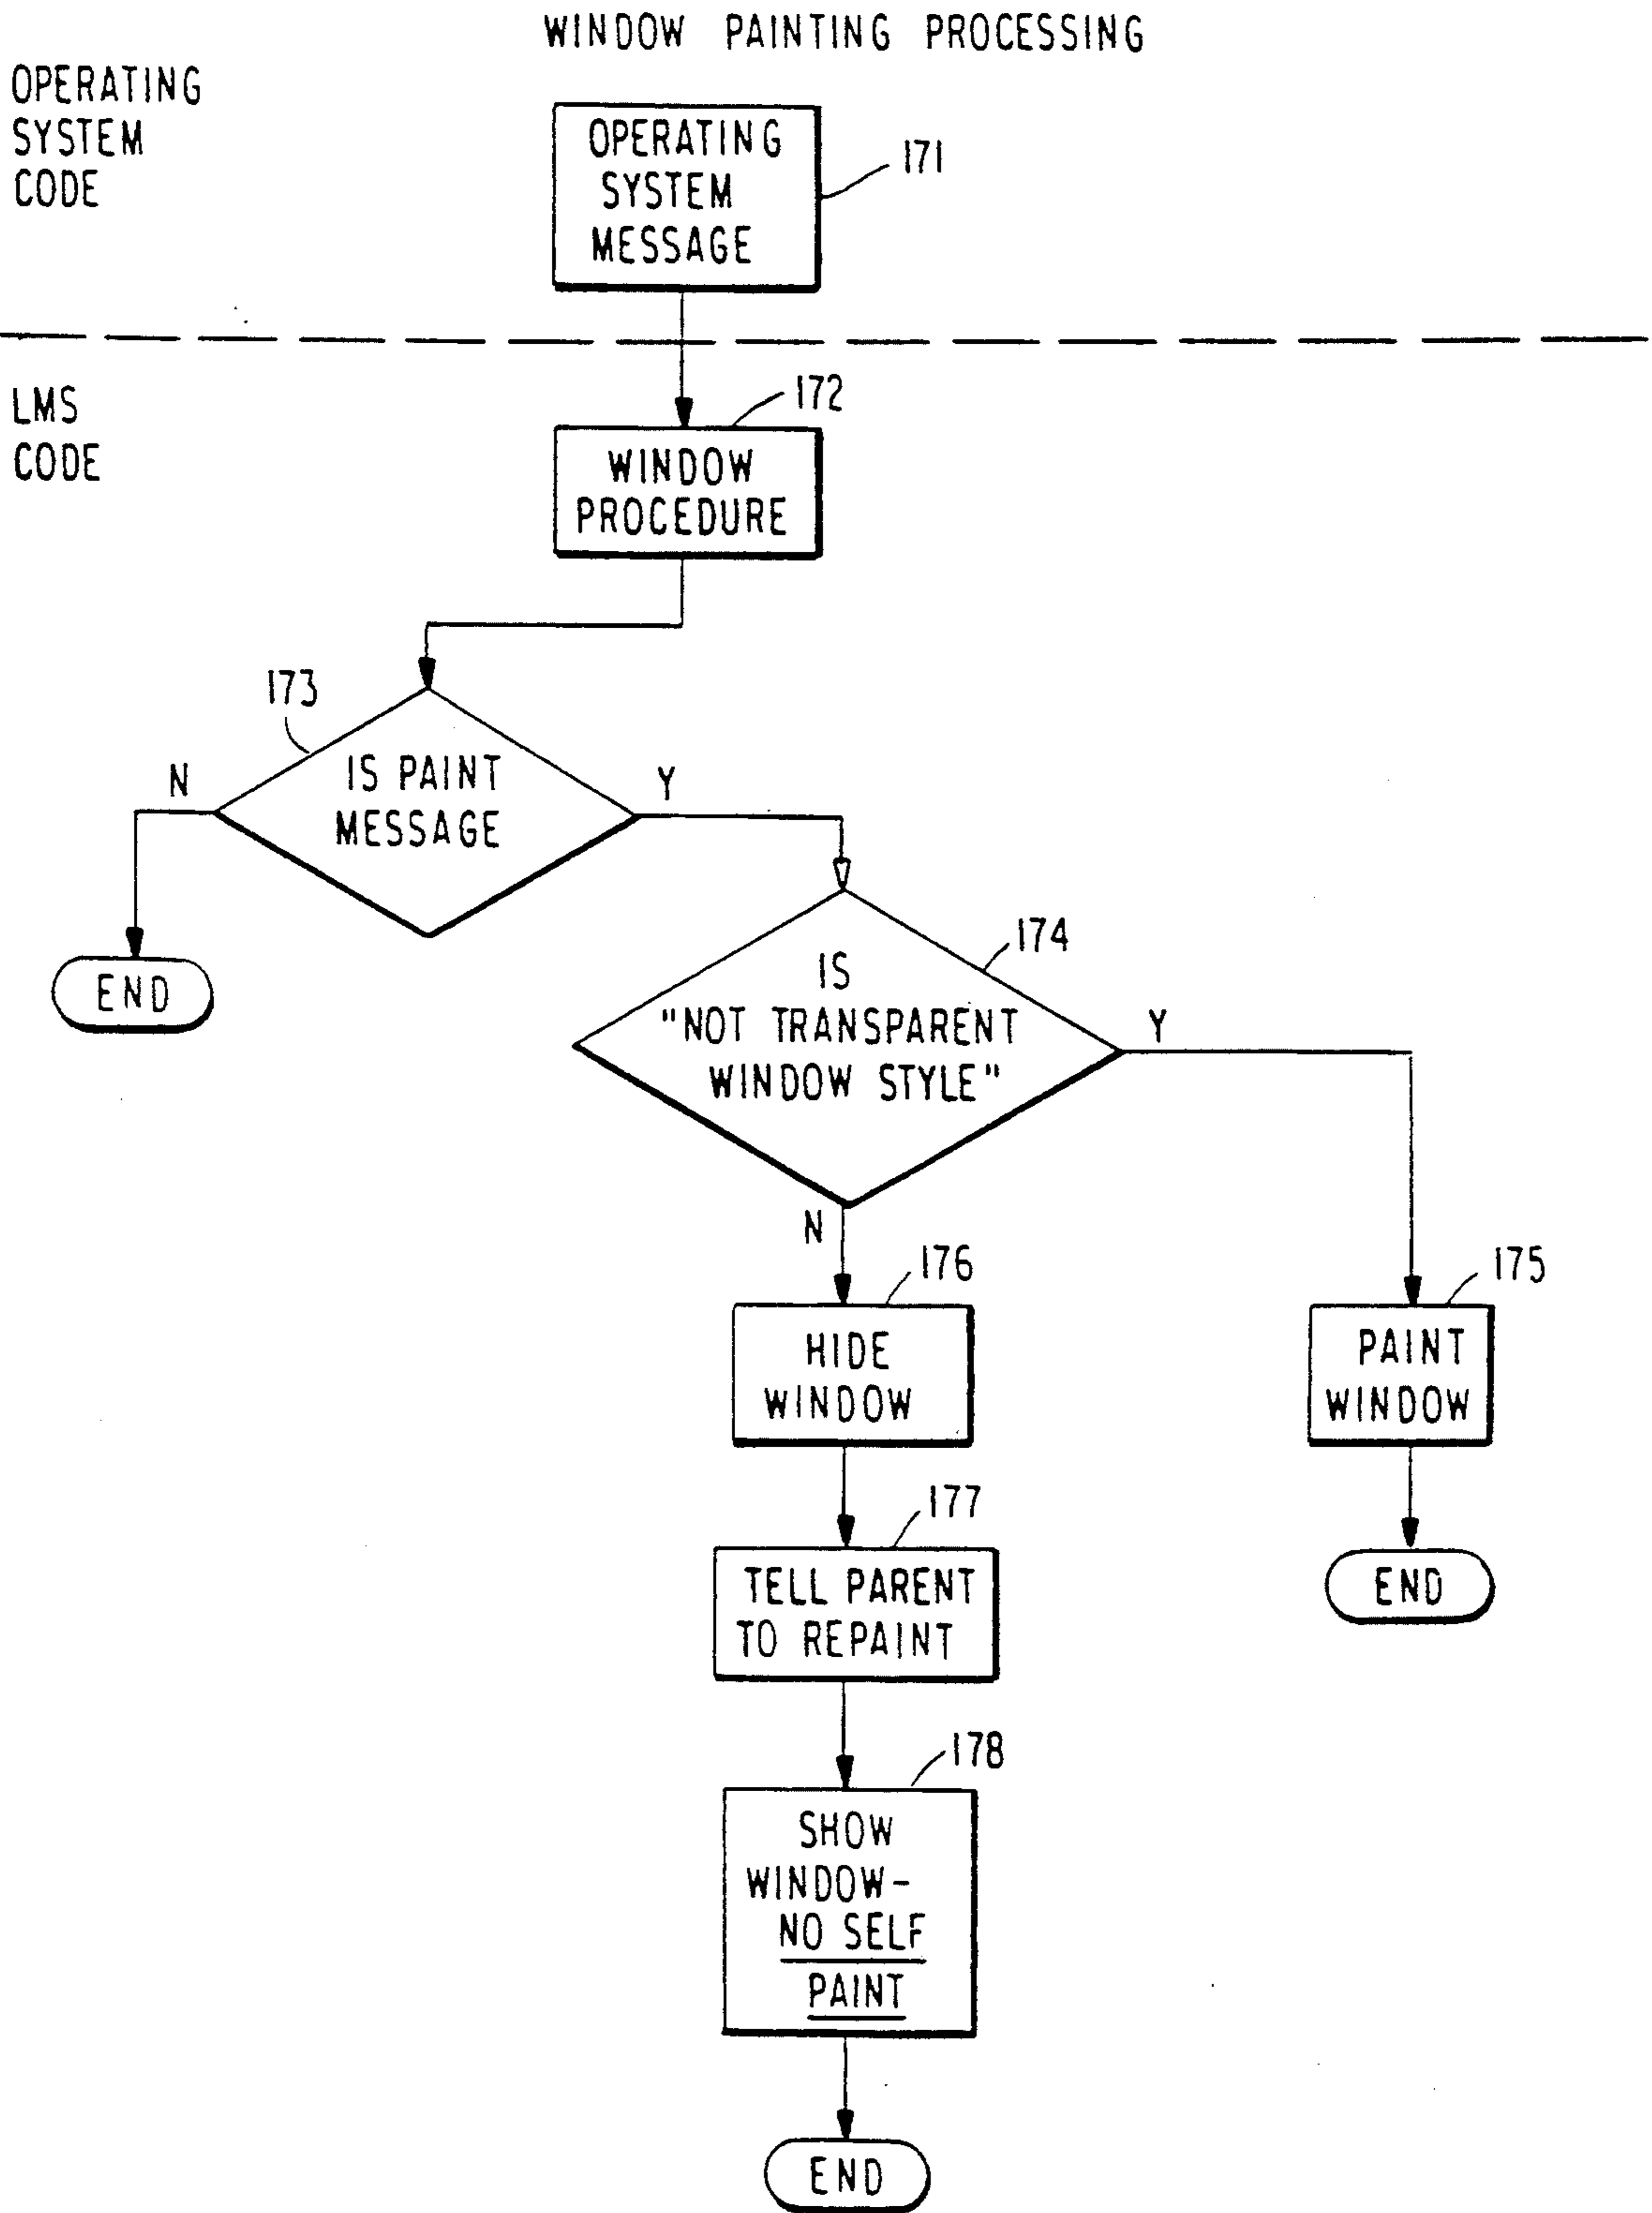 WINDOW PAINTING PROCESSING
OPERATING
SYSTEM
CODE
OPERATING
SYSTEM
MESSAGE
171
LMS
CODE
172
WINDOW
PROCEDURE
173
IS PAINT
MESSAGE
N
Y
END
174
IS
"NOT TRANSPARENT
WINDOW STYLE"
Y
N
176
HIDE
WINDOW
175
PAINT
WINDOW
177
TELL PARENT
TO REPAINT
END
178
SHOW
WINDOW-
NO SELF
PAINT
END